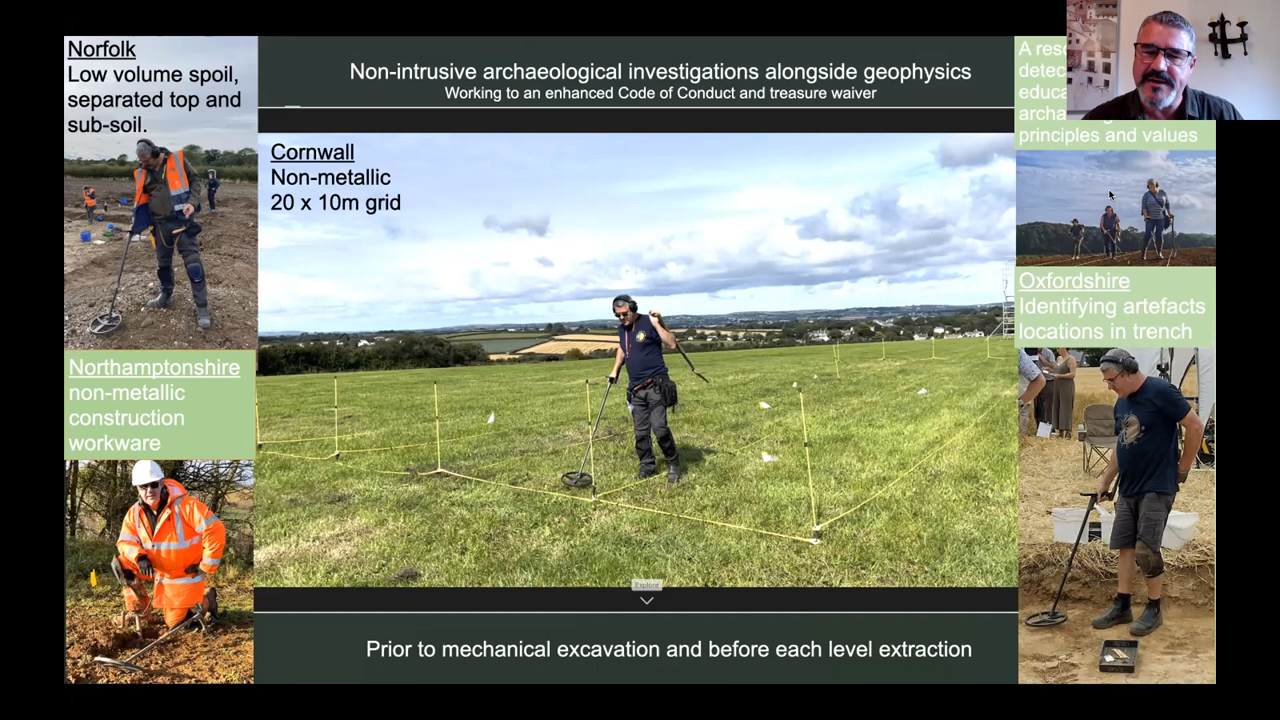 Norfolk
Low volume spoil,
separated top and
sub-soil.
Northamptonshire
non-metallic
construction
workware
Non-intrusive archaeological investigations alongside geophysics
Working to an enhanced Code of Conduct and treasure waiver
Cornwall
Non-metallic
20 x 10m grid
Explore
Prior to mechanical excavation and before each level extraction
A
principles and values
Oxfordshire
Identifying artefacts
locations in trench